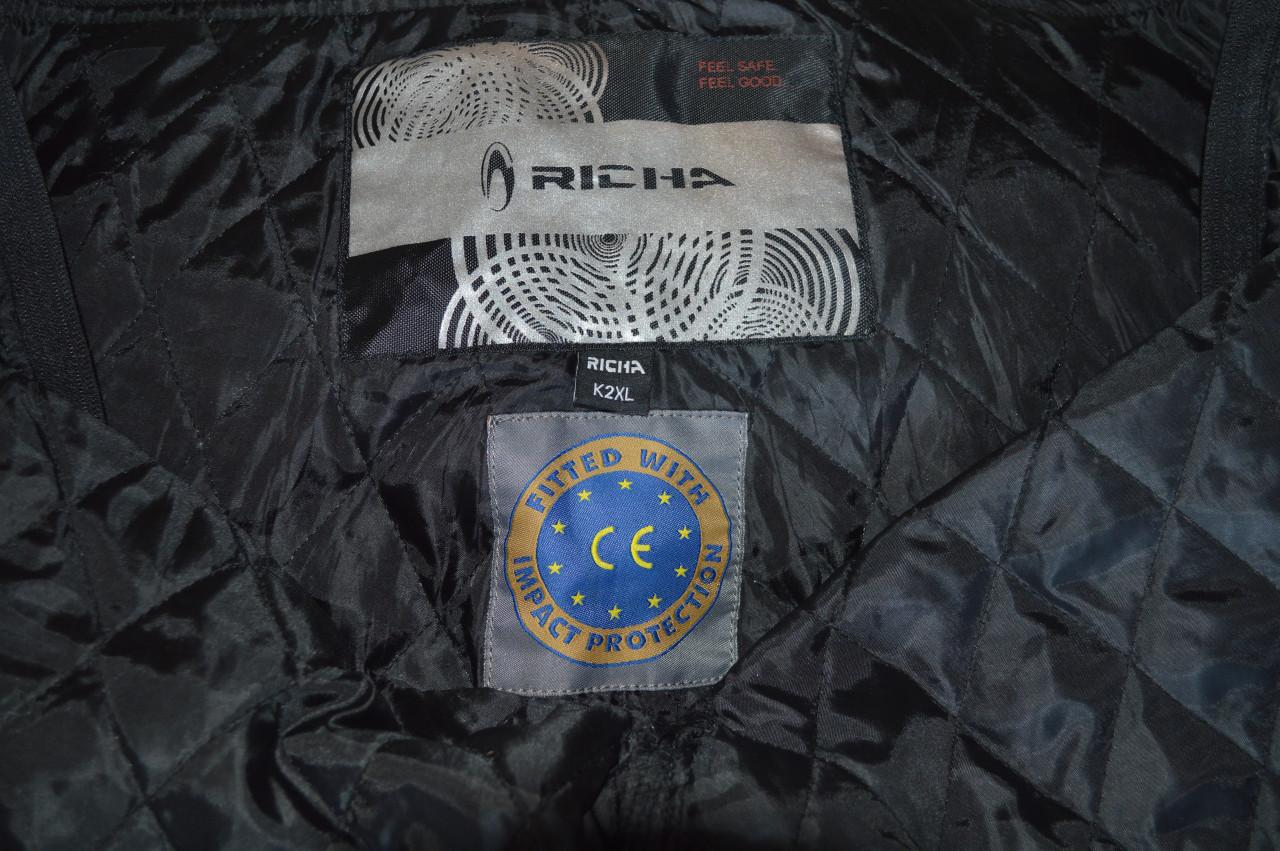 FEEL SAFE.
FEEL GOOD.
RICHA
RICHA
K2XL
FITTED WITH
CE
IMPACT PROTECTION